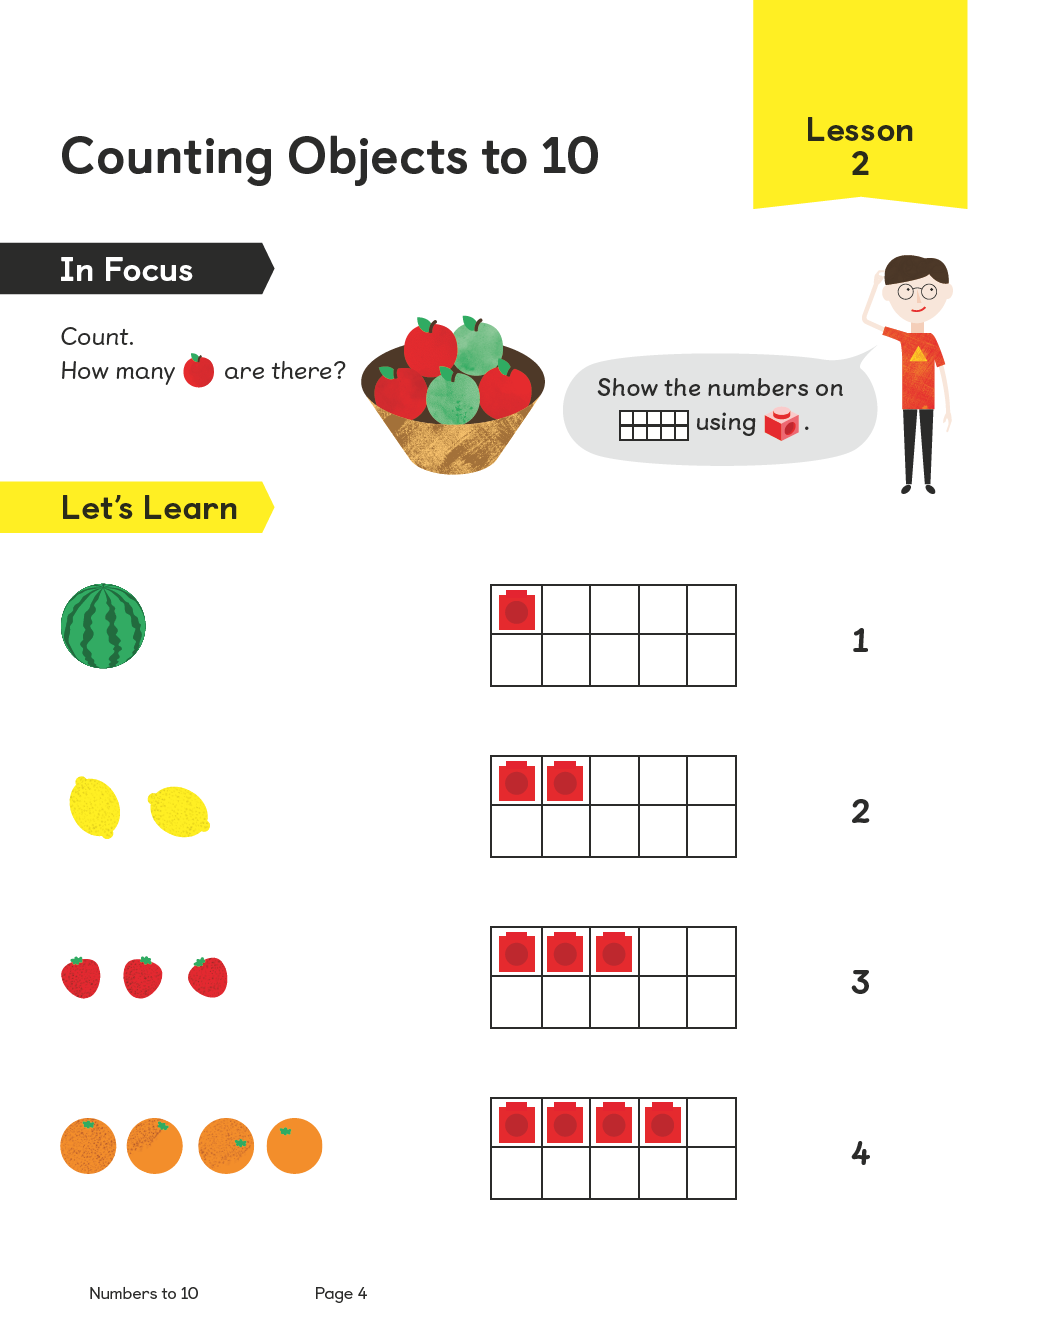 Lesson
2
Counting Objects to 10
In Focus
Count.
How many are there?
Show the numbers on
using .
Let's Learn
1
2
3
4
Numbers to 10 Page 4